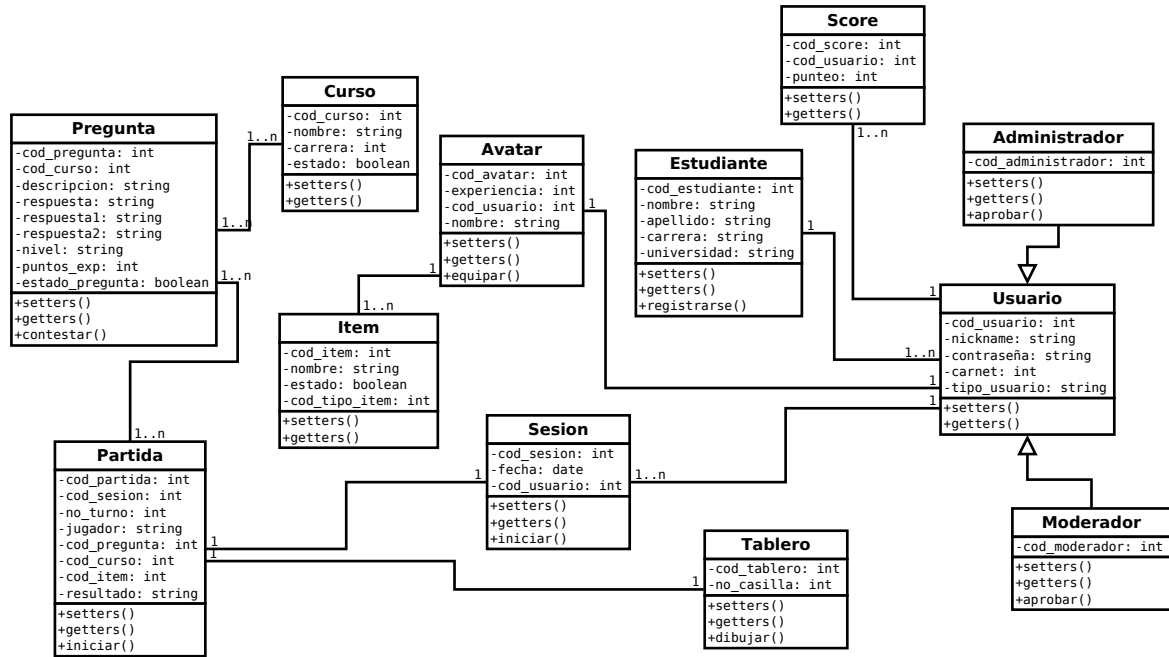 Score
-cod_score: int
-cod_usuario: int
-punteo: int
+setters()
+getters()
1..n
Curso
-cod_curso: int
-nombre: string
-carrera: int
-estado: boolean
+setters()
+getters()
1..n
Pregunta
-cod_pregunta: int
-cod_curso: int
-descripcion: string
-respuesta: string
-respuesta1: string
-respuesta2: string
-nivel: string
-puntos_exp: int
-estado_pregunta: boolean
+setters()
+getters()
+contestar()
1..n
1..n
Avatar
-cod_avatar: int
-experiencia: int
-cod_usuario: int
-nombre: string
+setters()
+getters()
+equipar()
1
1
Estudiante
-cod_estudiante: int
-nombre: string
-apellido: string
-carrera: string
-universidad: string
+setters()
+getters()
+registrarse()
1
Administrador
-cod_administrador: int
+setters()
+getters()
+aprobar()
Usuario
-cod_usuario: int
-nickname: string
-contraseña: string
-carnet: int
-tipo_usuario: string
+setters()
+getters()
1
1..n
1
1
Item
-cod_item: int
-nombre: string
-estado: boolean
-cod_tipo_item: int
+setters()
+getters()
1..n
Sesion
-cod_sesion: int
-fecha: date
-cod_usuario: int
+setters()
+getters()
+iniciar()
1
1..n
Partida
-cod_partida: int
-cod_sesion: int
-no_turno: int
-jugador: string
-cod_pregunta: int
-cod_curso: int
-cod_item: int
-resultado: string
+setters()
+getters()
+iniciar()
1..n
1
1
Tablero
-cod_tablero: int
-no_casilla: int
+setters()
+getters()
+dibujar()
1
Moderador
-cod_moderador: int
+setters()
+getters()
+aprobar()